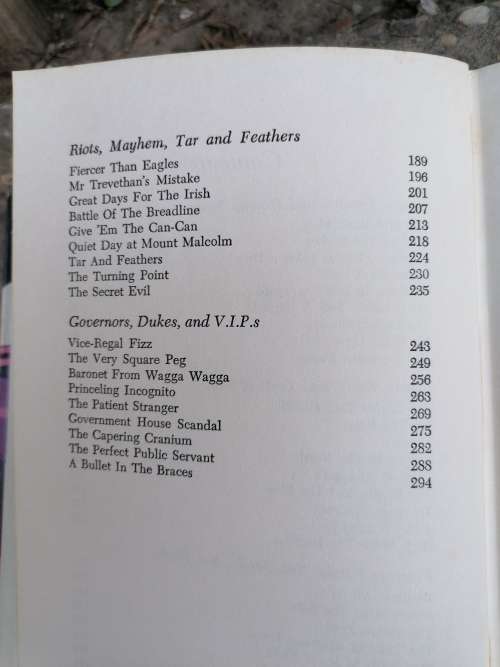 Riots, Mayhem, Tar and Feathers
Fiercer Than Eagles 189
Mr Trevethan's Mistake 196
Great Days For The Irish 201
Battle Of The Breadline 207
Give 'Em The Can-Can 213
Quiet Day at Mount Malcolm 218
Tar And Feathers 224
The Turning Point 230
The Secret Evil 235
Governors, Dukes, and V.I.P.s
Vice-Regal Fizz 243
The Very Square Peg 249
Baronet From Wagga Wagga 256
Princeling Incognito 263
The Patient Stranger 269
Government House Scandal 275
The Capering Cranium 282
The Perfect Public Servant 288
A Bullet In The Braces 294